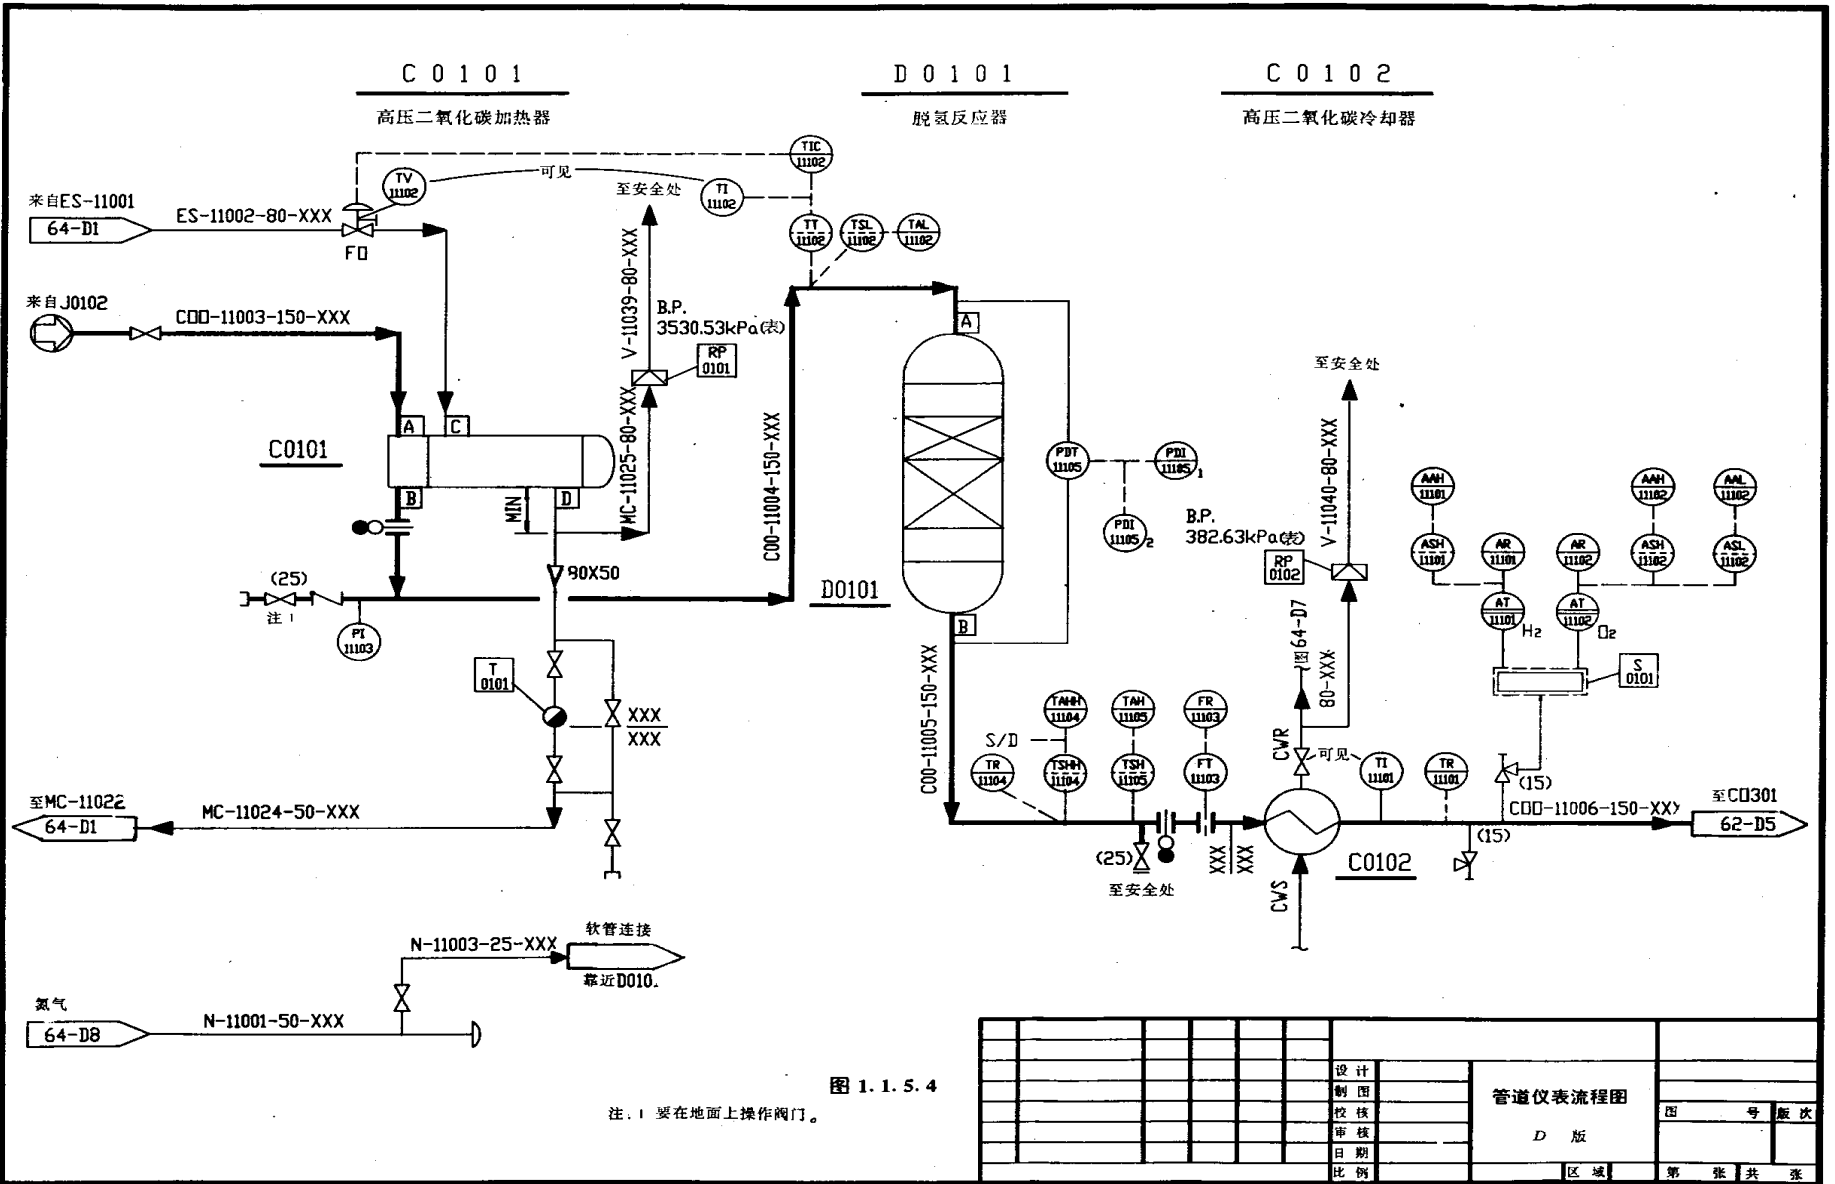 C0101
D0101
C0102
高压二氧化碳加热器
脱氢反应器
高压二氧化碳冷却器
TIC
11102
可见
TV
11102
TI
11102
至安全处
来自ES-11001
64-D1
ES-11002-80-XXX
FO
TT
11102
TSL
11102
TAL
11102
V-11039-80-XXX
来自J0102
COO-11003-150-XXX
B.P.
3530.53kPa(表)
RP
0101
A
C
C0101
B
D
MIN
MC-11025-80-XXX
COO-11004-150-XXX
A
PDT
11105
PDI
11105
1
PDI
11105
2
至安全处
V-11040-80-XXX
B.P.
382.63kPa(表)
RP
0102
AAH
11101
AAH
11102
AAL
11102
ASH
11101
AR
11101
AR
11102
ASH
11102
ASL
11102
(25)
注 1
80X50
D0101
B
PI
11103
AT
11101
H2
AT
11102
O2
图64-D7
80-XXX
S
0101
T
0101
XXX
XXX
COO-11005-150-XXX
TAHH
11104
TAH
11105
FR
11103
S/D
TR
11104
TSHH
11104
TSH
11105
FT
11103
CWR
可见
TI
11101
TR
11101
(15)
至MC-11022
64-D1
MC-11024-50-XXX
COO-11006-150-XXX
至CO301
62-D5
(25)
至安全处
XXX
XXX
(15)
C0102
CWS
软管连接
N-11003-25-XXX
靠近D010.
氮气
64-D8
N-11001-50-XXX
图 1.1.5.4
注.1 要在地面上操作阀门。
设计
制图
校核
审核
日期
比例
管道仪表流程图
D 版
区域
图 号
版次
第 张 共 张